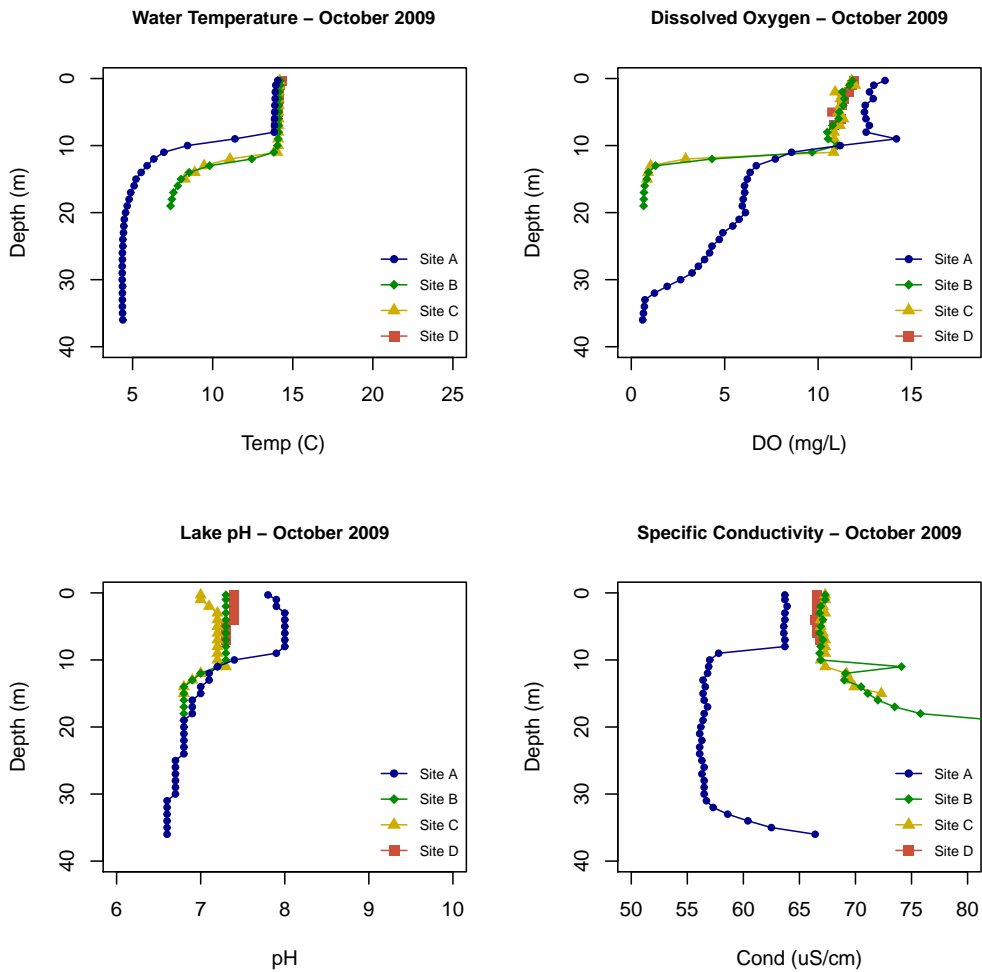 Water Temperature – October 2009
0
10
20
30
40
Depth (m)
5
10
15
20
25
Temp (C)
Site A
Site B
Site C
Site D
Dissolved Oxygen – October 2009
0
10
20
30
40
Depth (m)
0
5
10
15
DO (mg/L)
Site A
Site B
Site C
Site D
Lake pH – October 2009
0
10
20
30
40
Depth (m)
6
7
8
9
10
pH
Site A
Site B
Site C
Site D
Specific Conductivity – October 2009
0
10
20
30
40
Depth (m)
50
55
60
65
70
75
80
Cond (uS/cm)
Site A
Site B
Site C
Site D